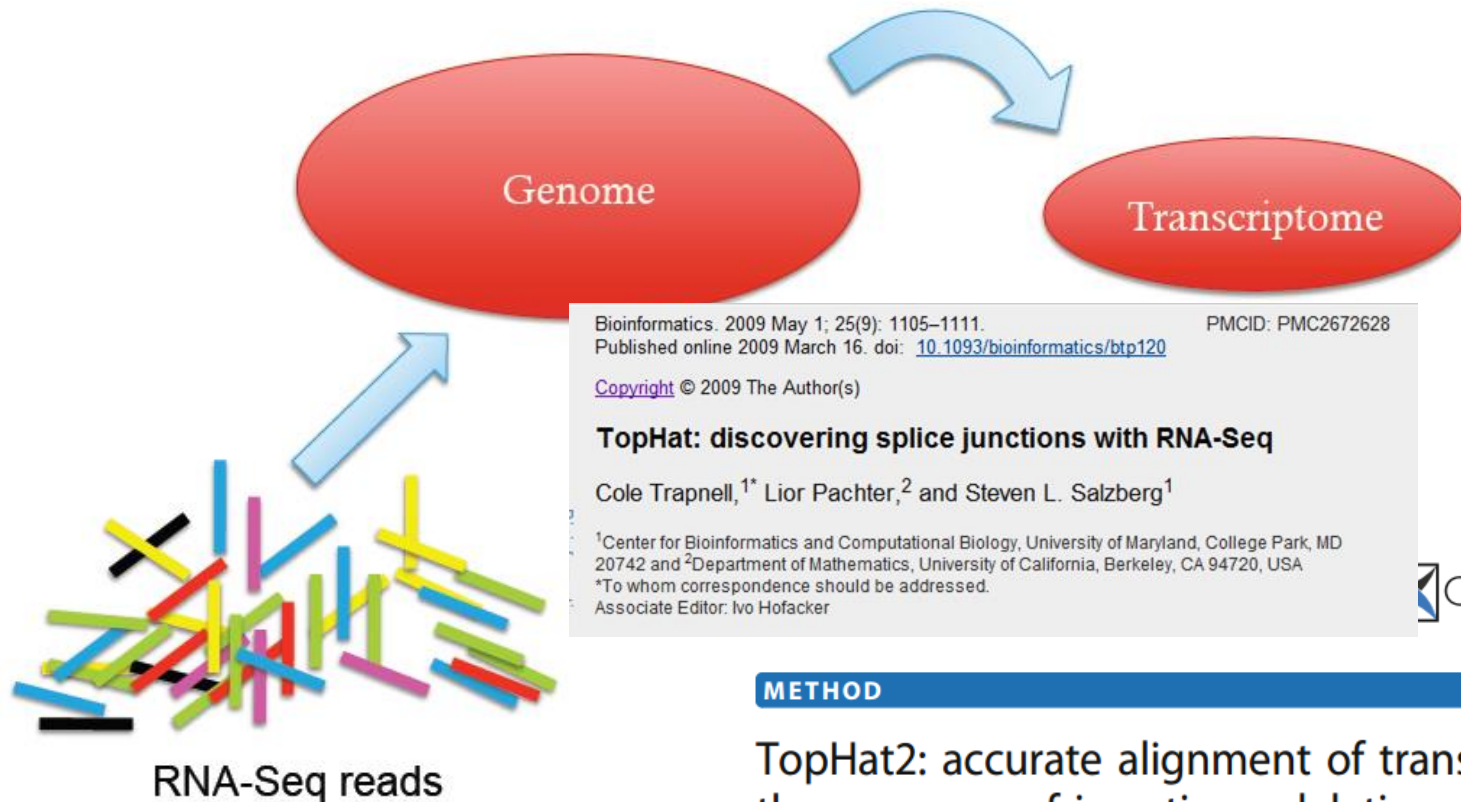 Genome
Transcriptome
Bioinformatics. 2009 May 1; 25(9): 1105–1111. PMCID: PMC2672628
Published online 2009 March 16. doi: 10.1093/bioinformatics/btp120
Copyright © 2009 The Author(s)
TopHat: discovering splice junctions with RNA-Seq
Cole Trapnell,1* Lior Pachter,2 and Steven L. Salzberg1
1Center for Bioinformatics and Computational Biology, University of Maryland, College Park, MD
20742 and 2Department of Mathematics, University of California, Berkeley, CA 94720, USA
*To whom correspondence should be addressed.
Associate Editor: Ivo Hofacker
METHOD
TopHat2: accurate alignment of trans
RNA-Seq reads